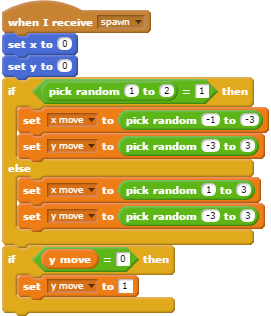 when I receive spawn
set x to 0
set y to 0
if pick random 1 to 2 = 1 then
set x move to pick random -1 to -3
set y move to pick random -3 to 3
else
set x move to pick random 1 to 3
set y move to pick random -3 to 3
if y move = 0 then
set y move to 1